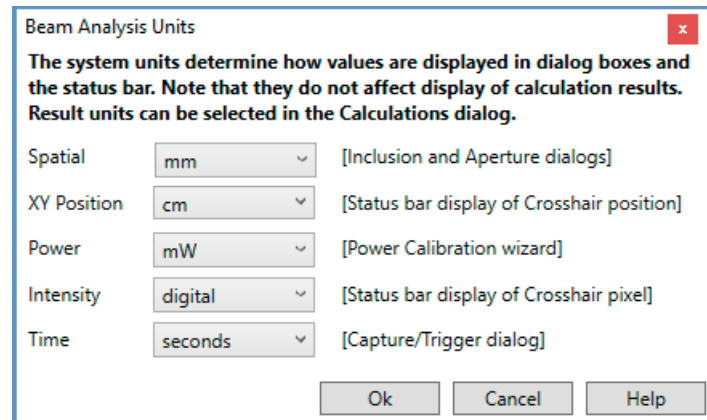 Beam Analysis Units
x
The system units determine how values are displayed in dialog boxes and
the status bar. Note that they do not affect display of calculation results.
Result units can be selected in the Calculations dialog.
Spatial mm [Inclusion and Aperture dialogs]
XY Position cm [Status bar display of Crosshair position]
Power mW [Power Calibration wizard]
Intensity digital [Status bar display of Crosshair pixel]
Time seconds [Capture/Trigger dialog]
Ok Cancel Help